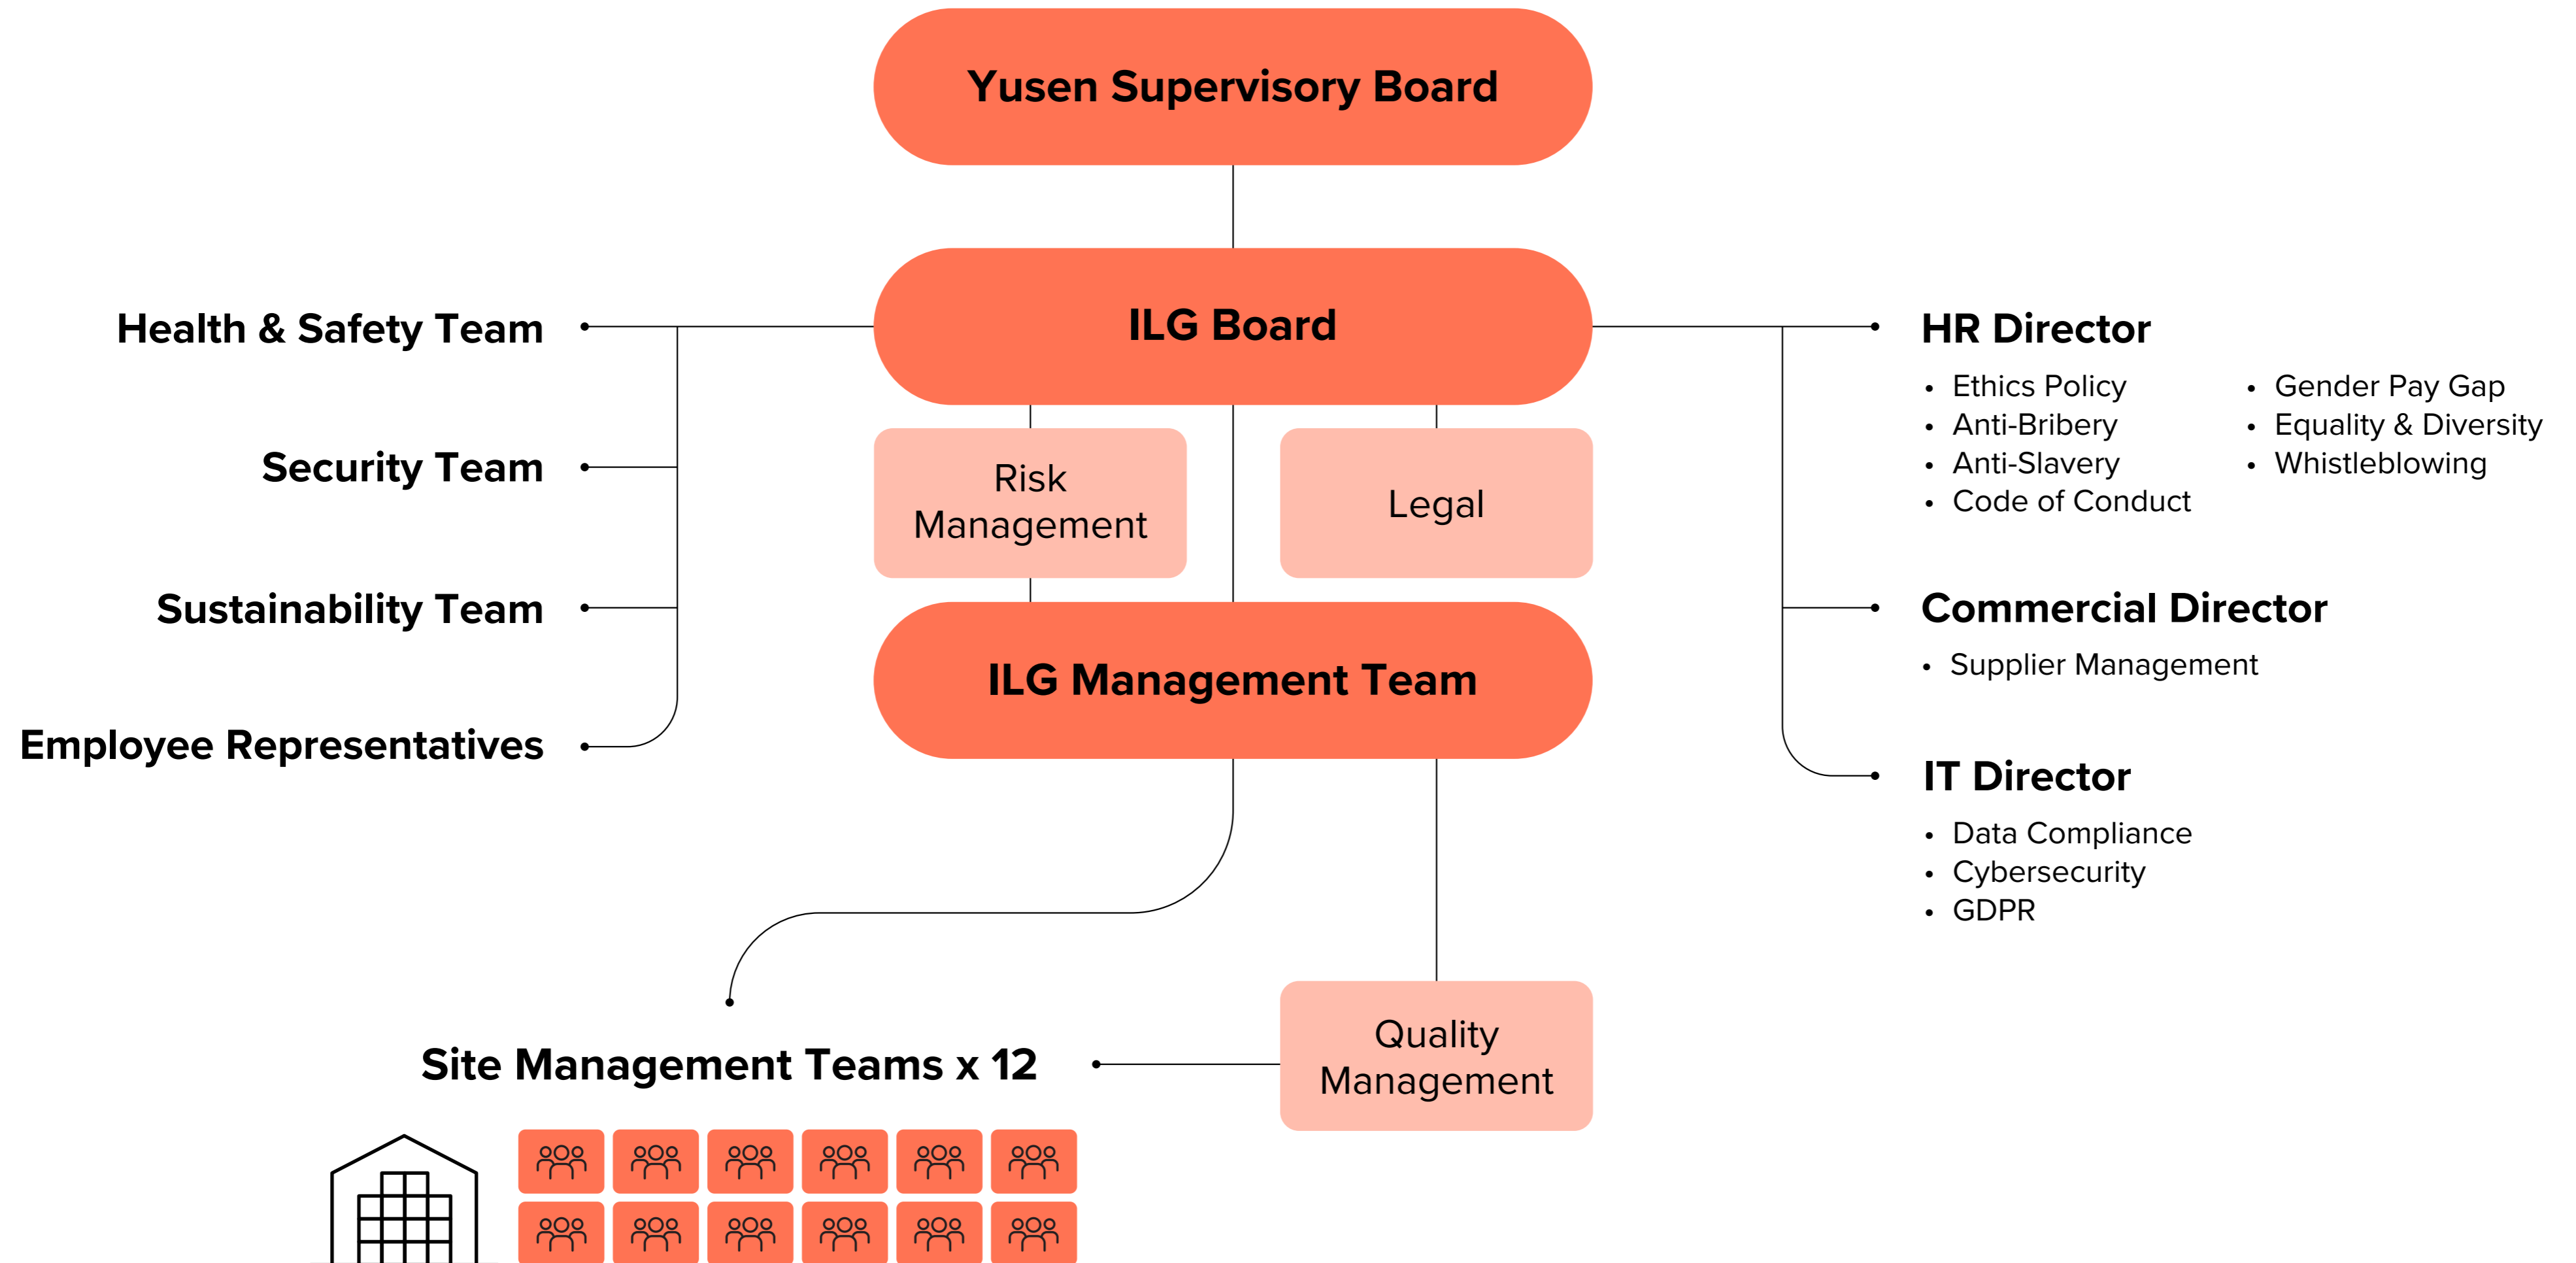 Yusen Supervisory Board
ILG Board
Health & Safety Team
Security Team
Sustainability Team
Employee Representatives
Risk
Management
Legal
ILG Management Team
HR Director
• Ethics Policy
• Anti-Bribery
• Anti-Slavery
• Code of Conduct
• Gender Pay Gap
• Equality & Diversity
• Whistleblowing
Commercial Director
• Supplier Management
IT Director
• Data Compliance
• Cybersecurity
• GDPR
Quality
Management
Site Management Teams x 12